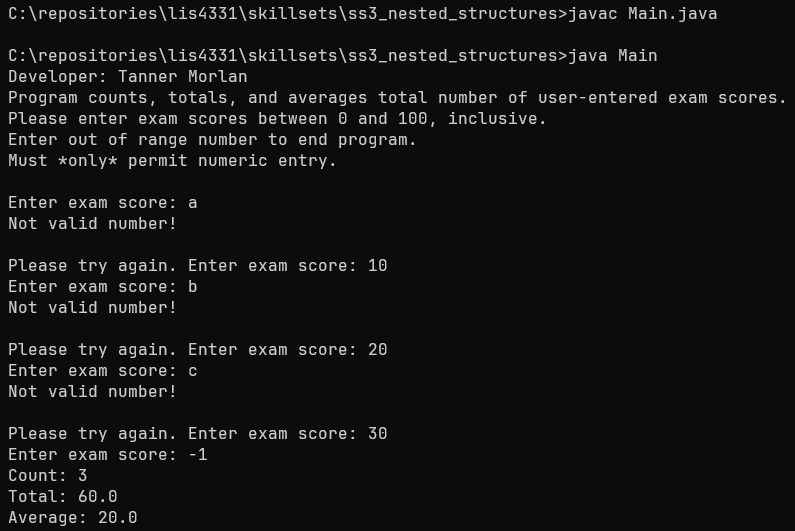 C:\repositories\lis4331\skillsets\ss3_nested_structures>javac Main.java
C:\repositories\lis4331\skillsets\ss3_nested_structures>java Main
Developer: Tanner Morlan
Program counts, totals, and averages total number of user-entered exam scores.
Please enter exam scores between 0 and 100, inclusive.
Enter out of range number to end program.
Must *only* permit numeric entry.
Enter exam score: a
Not valid number!
Please try again. Enter exam score: 10
Enter exam score: b
Not valid number!
Please try again. Enter exam score: 20
Enter exam score: c
Not valid number!
Please try again. Enter exam score: 30
Enter exam score: -1
Count: 3
Total: 60.0
Average: 20.0